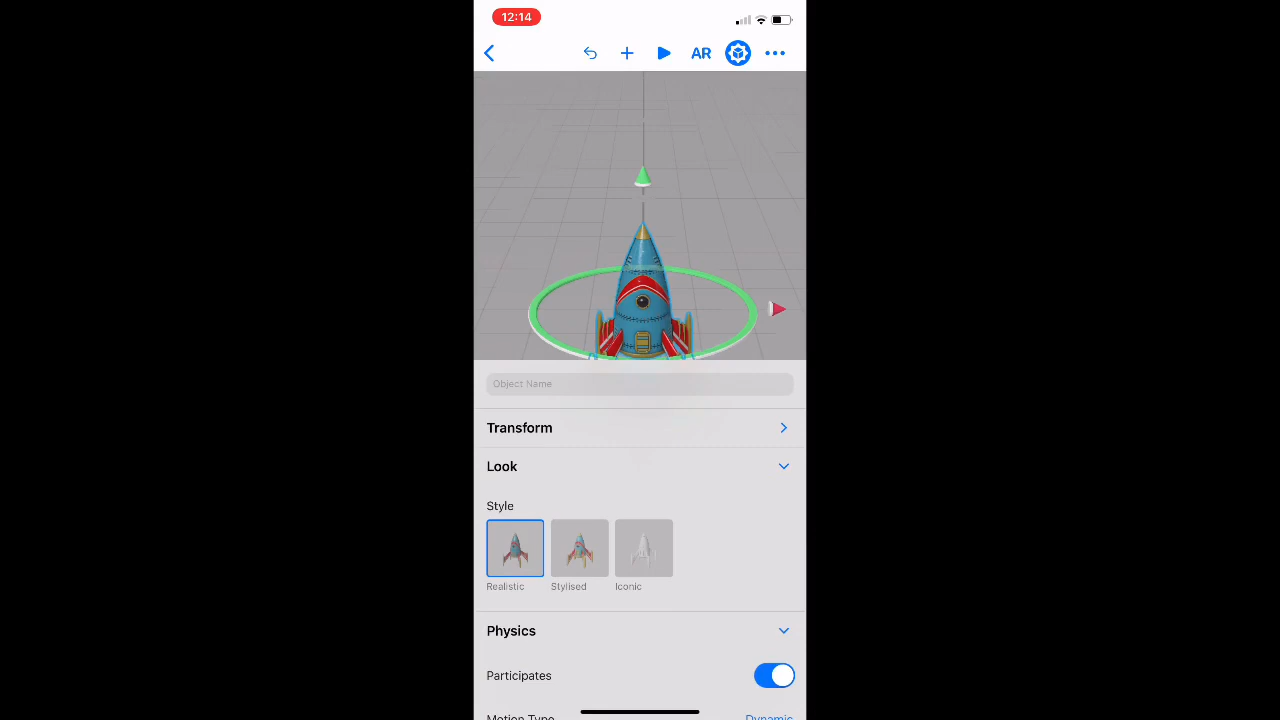 12:14
AR
Object Name
Transform
Look
Style
Realistic Stylised Iconic
Physics
Participates
Motion Type Dynamic